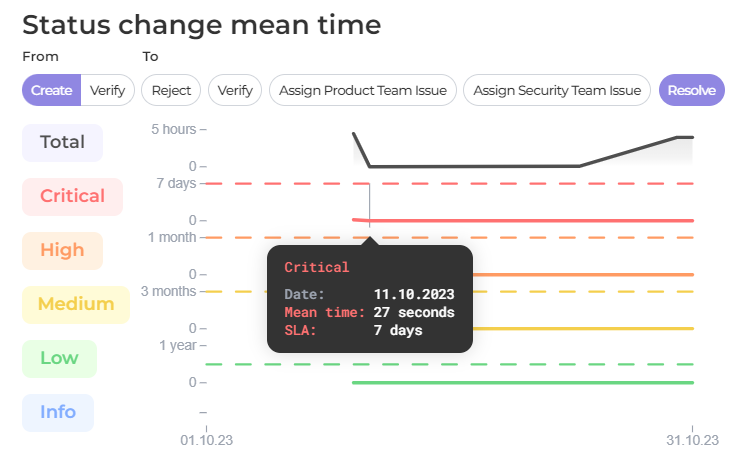 Status change mean time
From To
Create Verify Reject Verify Assign Product Team Issue Assign Security Team Issue Resolve
5 hours
Total
0
7 days
Critical
0
1 month
High
0
Critical
Date: 11.10.2023
Mean time: 27 seconds
SLA: 7 days
3 months
Medium
0
1 year
Low
0
Info
01.10.23 31.10.23